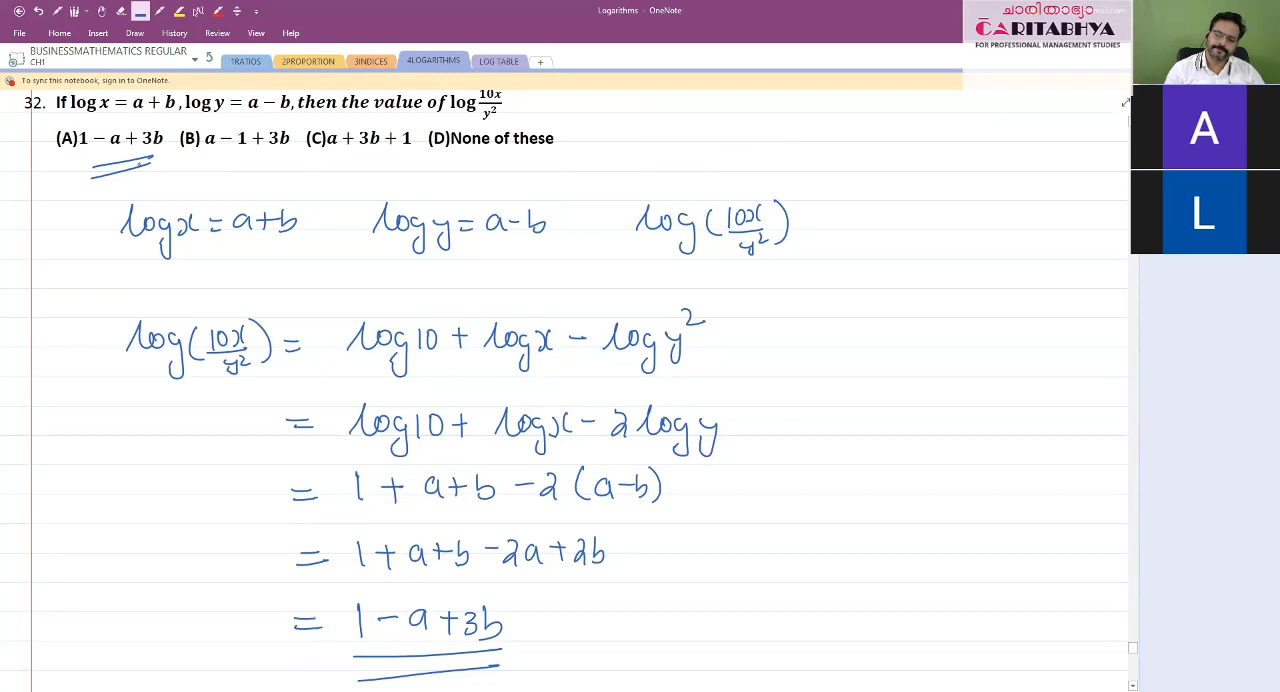 Logarithms - OneNote
File Home Insert Draw History Review View Help
ചാരിതാഭ്യാ
CARITABHYA
FOR PROFESSIONAL MANAGEMENT STUDIES
BUSINESSMATHEMATICS REGULAR
CH1
1RATIOS 2PROPORTION 3INDICES 4LOGARITHMS LOG TABLE +
To sync this notebook, sign in to OneNote.
32. If log x = a + b, log y = a − b, then the value of log 10x/y²
(A)1 − a + 3b (B) a − 1 + 3b (C)a + 3b + 1 (D)None of these
log x = a+b log y = a-b log(10x/y²)
log(10x/y²) = log 10 + log x - log y²
= log 10 + log x - 2 log y
= 1 + a+b -2 (a-b)
= 1 + a+b -2a+2b
= 1 - a +3b
A
L